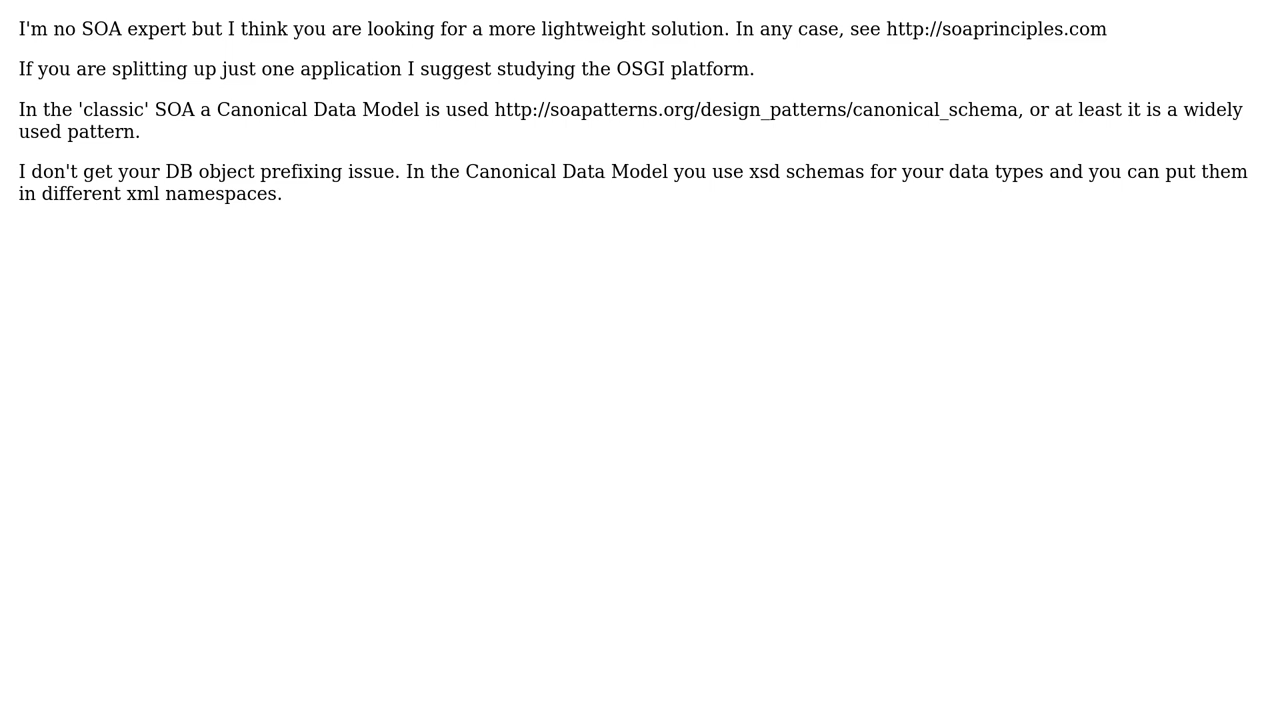 I'm no SOA expert but I think you are looking for a more lightweight solution. In any case, see http://soaprinciples.com
If you are splitting up just one application I suggest studying the OSGI platform.
In the 'classic' SOA a Canonical Data Model is used http://soapatterns.org/design_patterns/canonical_schema, or at least it is a widely
used pattern.
I don't get your DB object prefixing issue. In the Canonical Data Model you use xsd schemas for your data types and you can put them
in different xml namespaces.